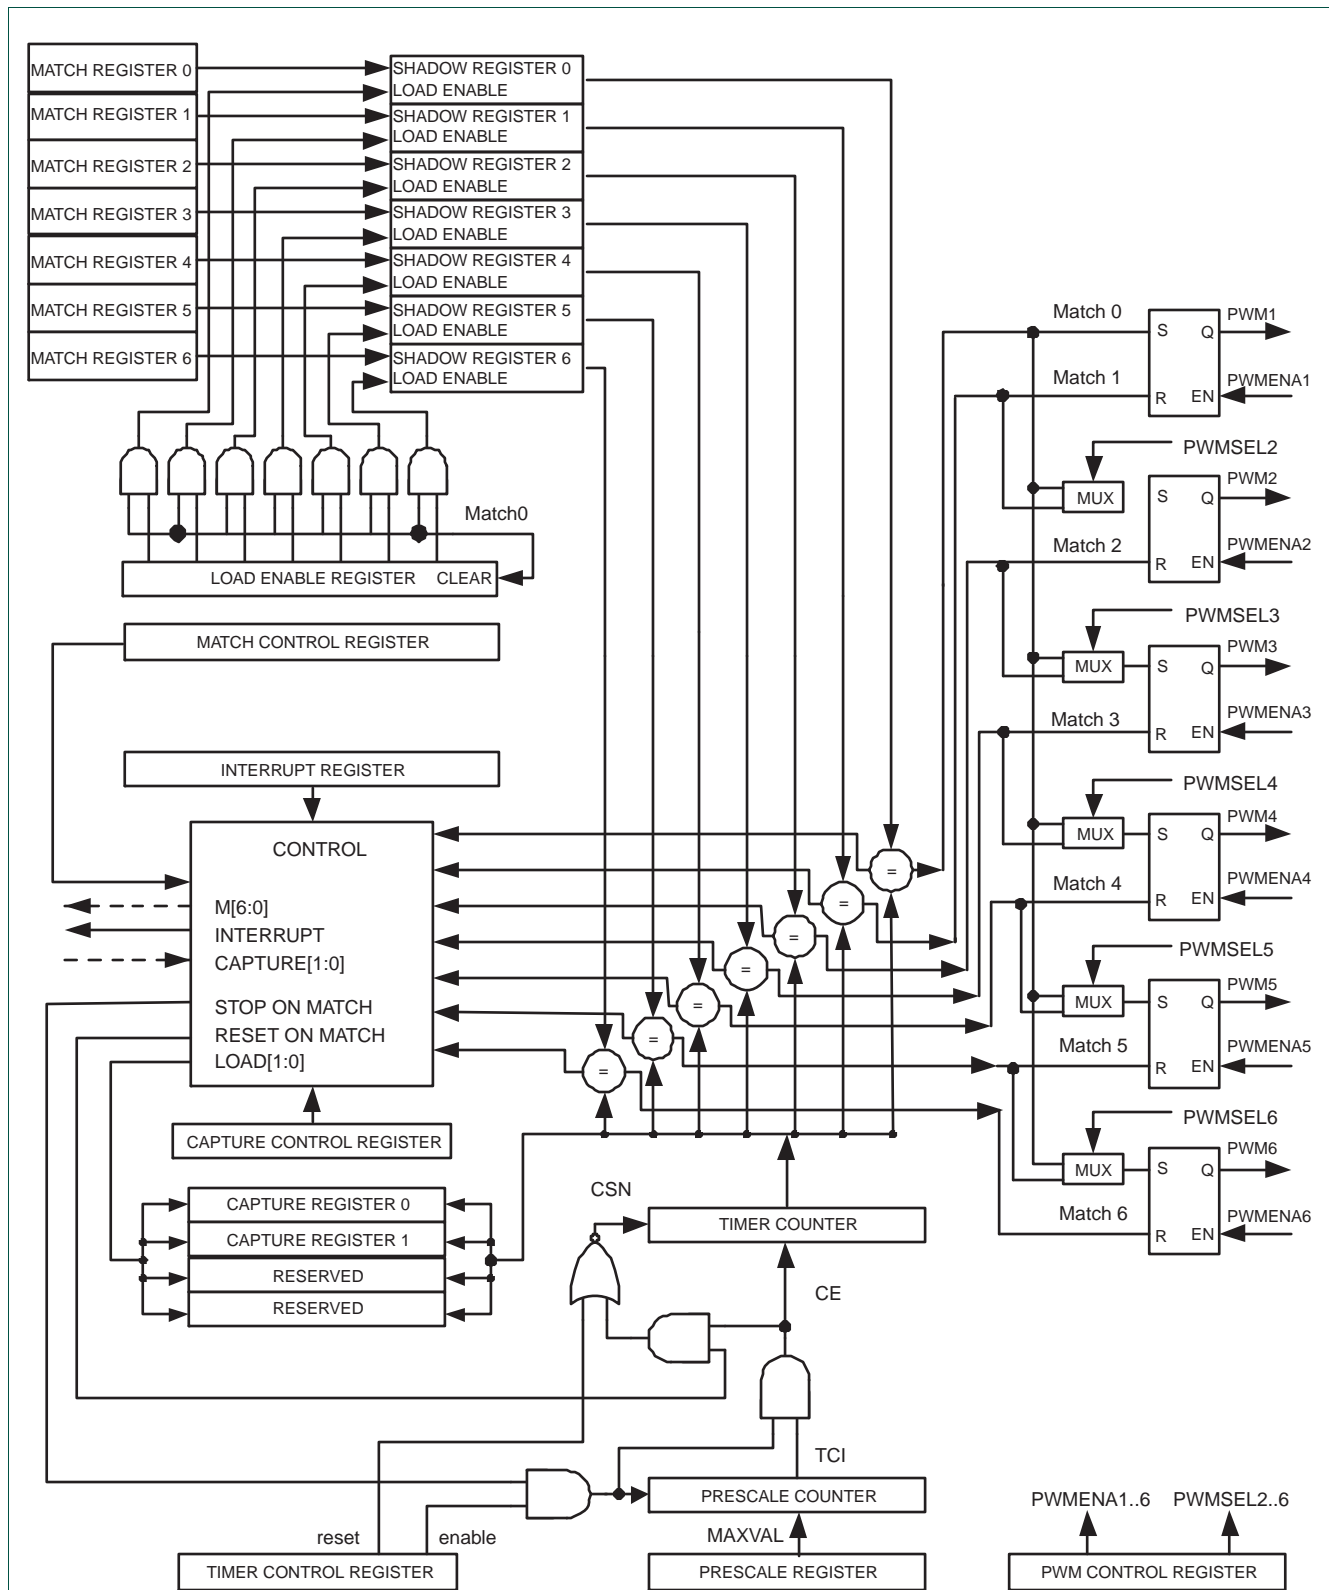 MATCH REGISTER 0
MATCH REGISTER 1
MATCH REGISTER 2
MATCH REGISTER 3
MATCH REGISTER 4
MATCH REGISTER 5
MATCH REGISTER 6
SHADOW REGISTER 0
LOAD ENABLE
SHADOW REGISTER 1
LOAD ENABLE
SHADOW REGISTER 2
LOAD ENABLE
SHADOW REGISTER 3
LOAD ENABLE
SHADOW REGISTER 4
LOAD ENABLE
SHADOW REGISTER 5
LOAD ENABLE
SHADOW REGISTER 6
LOAD ENABLE
Match0
LOAD ENABLE REGISTER CLEAR
MATCH CONTROL REGISTER
INTERRUPT REGISTER
CONTROL
M[6:0]
INTERRUPT
CAPTURE[1:0]
STOP ON MATCH
RESET ON MATCH
LOAD[1:0]
CAPTURE CONTROL REGISTER
CAPTURE REGISTER 0
CAPTURE REGISTER 1
RESERVED
RESERVED
=
=
=
=
=
=
=
CSN
TIMER COUNTER
CE
TCI
PRESCALE COUNTER
MAXVAL
PRESCALE REGISTER
reset
enable
TIMER CONTROL REGISTER
Match 0
S Q
PWM1
Match 1
R EN
PWMENA1
PWMSEL2
MUX
S Q
PWM2
Match 2
R EN
PWMENA2
PWMSEL3
MUX
S Q
PWM3
Match 3
R EN
PWMENA3
PWMSEL4
MUX
S Q
PWM4
Match 4
R EN
PWMENA4
PWMSEL5
MUX
S Q
PWM5
Match 5
R EN
PWMENA5
PWMSEL6
MUX
S Q
PWM6
Match 6
R EN
PWMENA6
PWMENA1..6
PWMSEL2..6
PWM CONTROL REGISTER